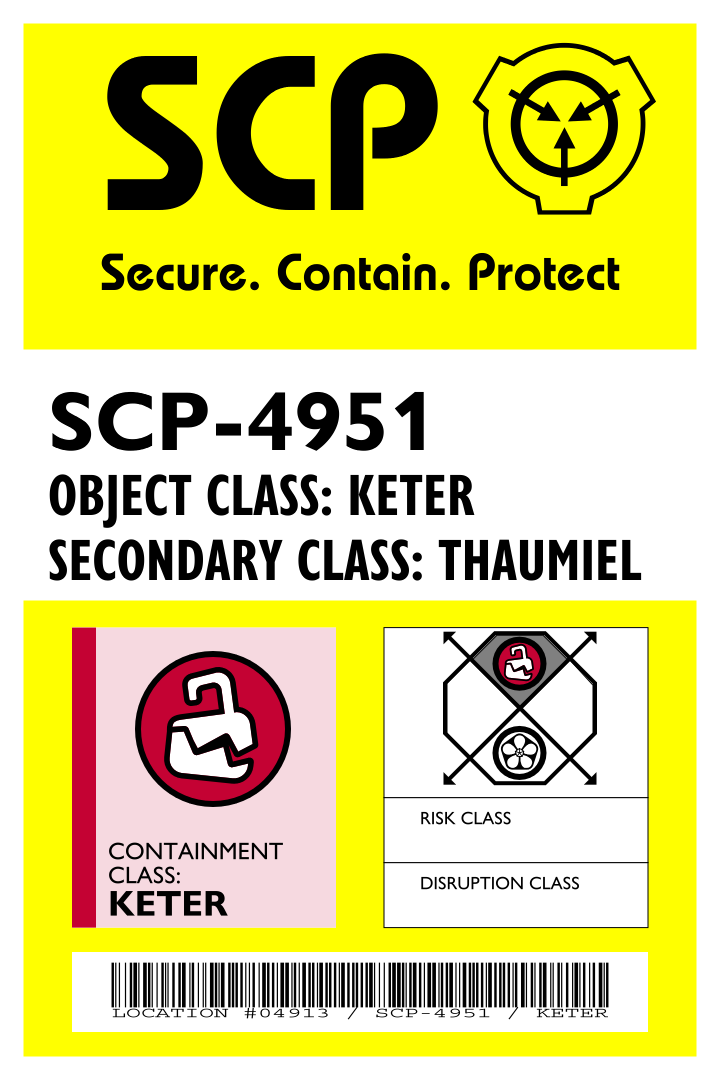 SCP
Secure. Contain. Protect
SCP-4951
OBJECT CLASS: KETER
SECONDARY CLASS: THAUMIEL
CONTAINMENT
CLASS:
KETER
RISK CLASS
DISRUPTION CLASS
LOCATION #04913 / SCP-4951 / KETER